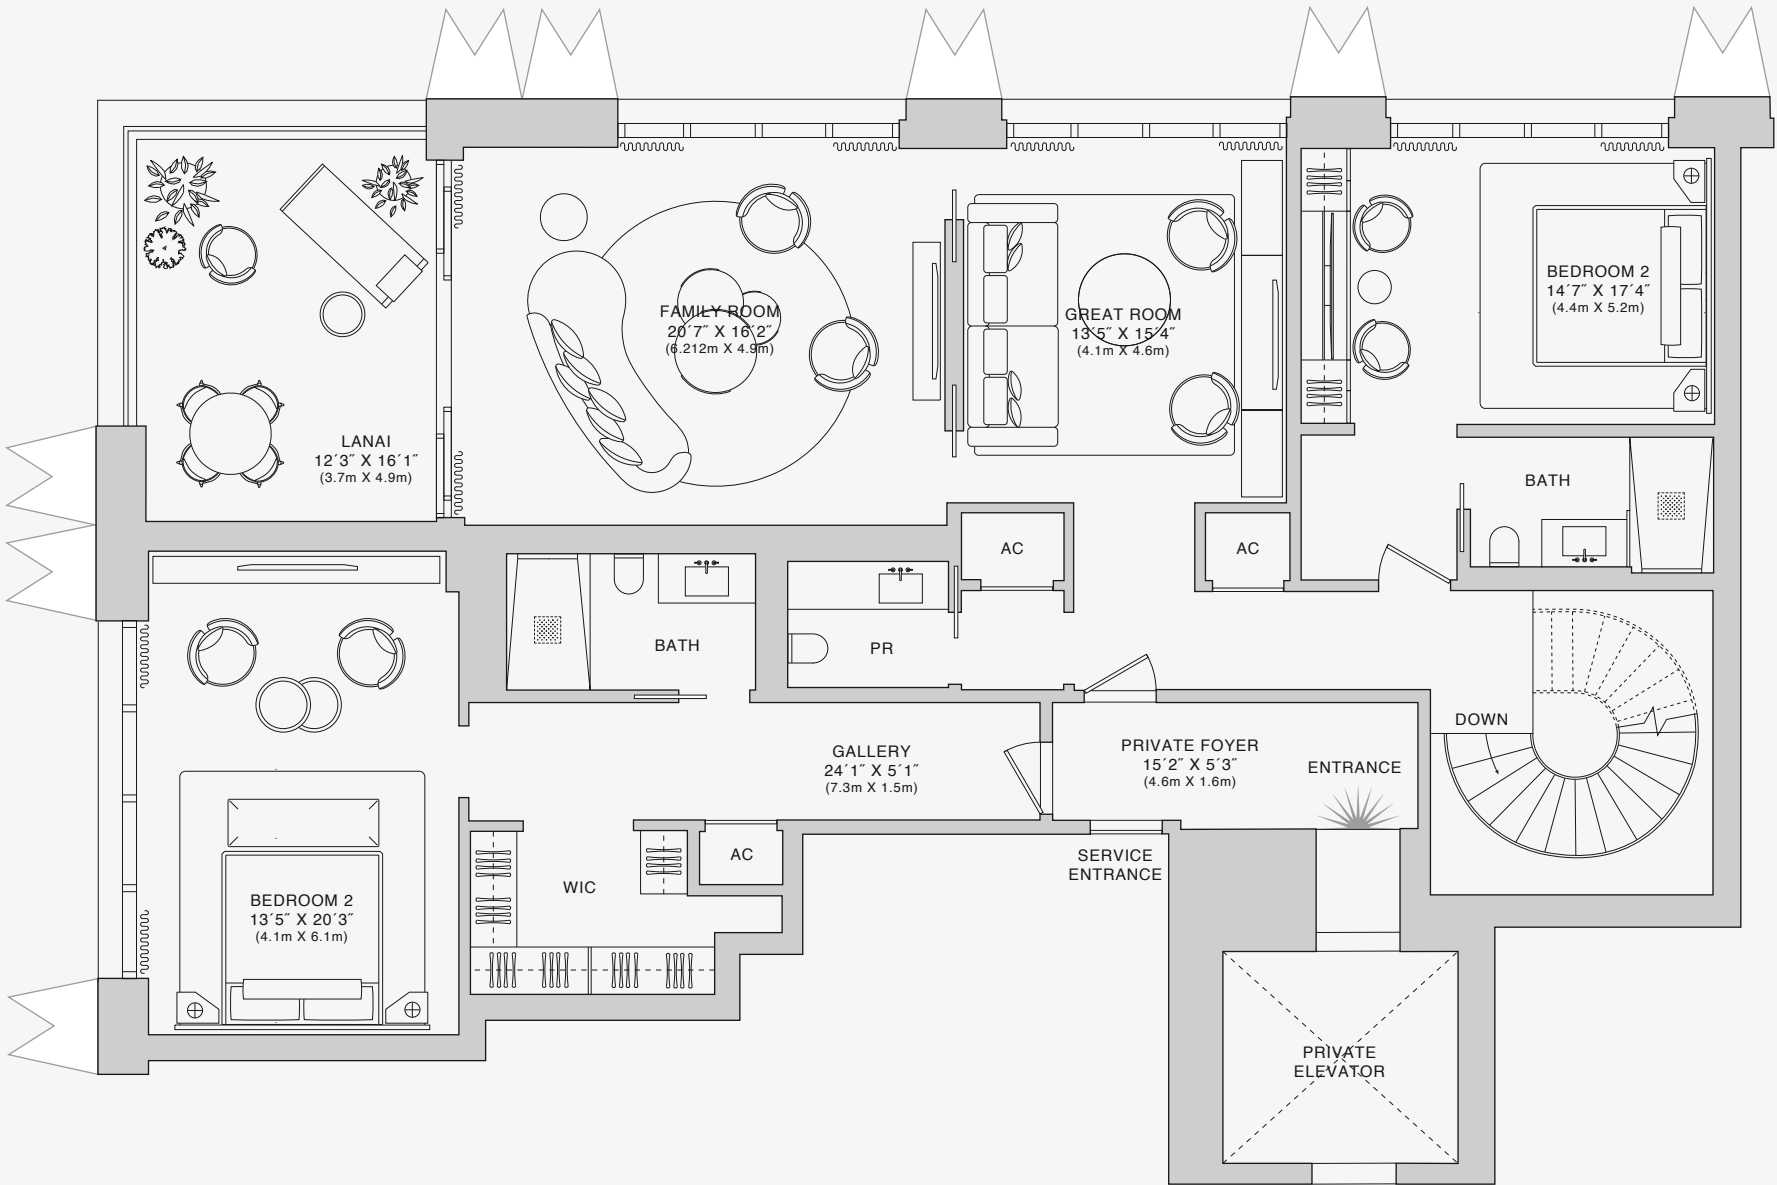 BEDROOM 2
14´7˝ X 17´4˝
(4.4m X 5.2m)
FAMILY ROOM
20´7˝ X 16´2˝
(6.212m X 4.9m)
GREAT ROOM
13´5˝ X 15´4˝
(4.1m X 4.6m)
LANAI
12´3˝ X 16´1˝
(3.7m X 4.9m)
BATH
AC
AC
BATH
PR
DOWN
GALLERY
24´1˝ X 5´1˝
(7.3m X 1.5m)
PRIVATE FOYER
15´2˝ X 5´3˝
(4.6m X 1.6m)
ENTRANCE
AC
SERVICE
ENTRANCE
WIC
BEDROOM 2
13´5˝ X 20´3˝
(4.1m X 6.1m)
PRIVATE
ELEVATOR